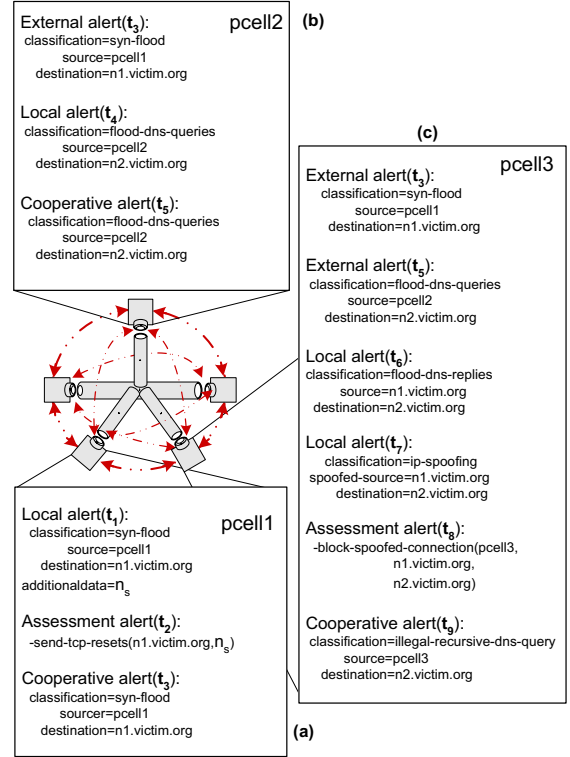 pcell2
External alert(t3):
classification=syn-flood
source=pcell1
destination=n1.victim.org
Local alert(t4):
classification=flood-dns-queries
source=pcell2
destination=n2.victim.org
Cooperative alert(t5):
classification=flood-dns-queries
source=pcell2
destination=n2.victim.org
(b)
(c)
pcell3
External alert(t3):
classification=syn-flood
source=pcell1
destination=n1.victim.org
External alert(t5):
classification=flood-dns-queries
source=pcell2
destination=n2.victim.org
Local alert(t6):
classification=flood-dns-replies
source=n1.victim.org
destination=n2.victim.org
Local alert(t7):
classification=ip-spoofing
spoofed-source=n1.victim.org
destination=n2.victim.org
Assessment alert(t8):
-block-spoofed-connection(pcell3,
n1.victim.org,
n2.victim.org)
Cooperative alert(t9):
classification=illegal-recursive-dns-query
source=pcell3
destination=n2.victim.org
pcell1
Local alert(t1):
classification=syn-flood
source=pcell1
destination=n1.victim.org
additionaldata=ns
Assessment alert(t2):
-send-tcp-resets(n1.victim.org,ns)
Cooperative alert(t3):
classification=syn-flood
sourcer=pcell1
destination=n1.victim.org
(a)